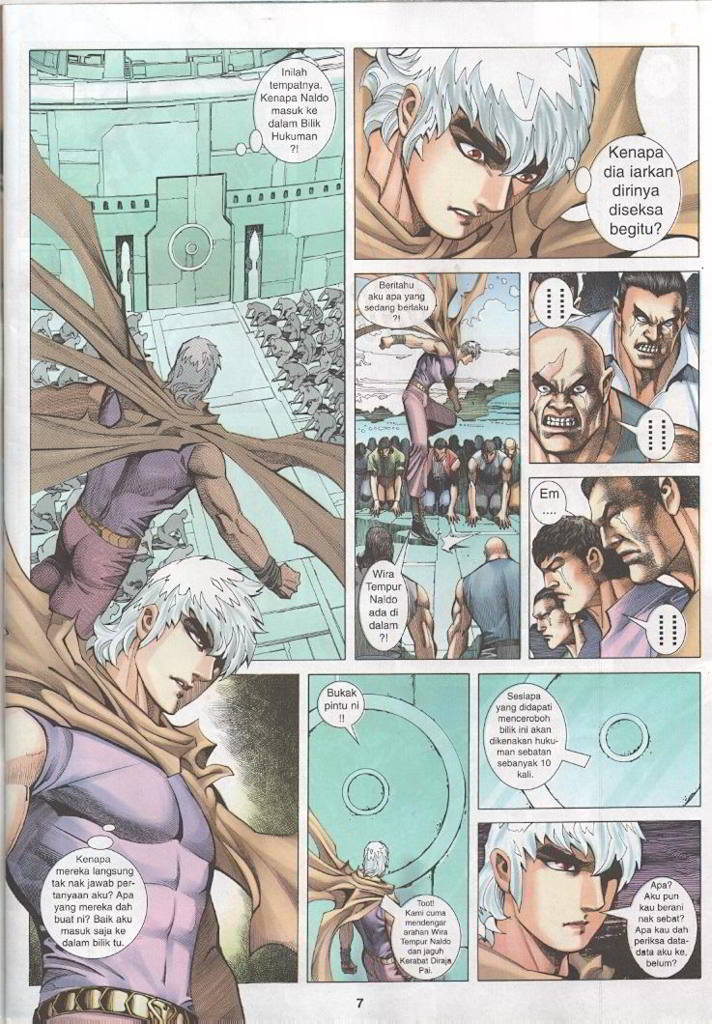 Inilah
tempatnya.
Kenapa Naldo
masuk ke
dalam Bilik
Hukuman
?!
Kenapa
dia iarkan
dirinya
diseksa
begitu?
Beritahu
aku apa yang
sedang berlaku
?!
Wira
Tempur
Naldo
ada di
dalam
?!
Em
....
Kenapa
mereka langsung
tak nak jawab per-
tanyaan aku? Apa
yang mereka dah
buat ni? Baik aku
masuk saja ke
dalam bilik tu.
Bukak
pintu ni
!!
Toot!
Kami cuma
mendengar
arahan Wira
Tempur Naldo
dan jaguh
Kerabat Diraja
Pai.
Sesiapa
yang didapati
menceroboh
bilik ini akan
dikenakan huku-
man sebatan
sebanyak 10
kali.
Apa?
Aku pun
kau berani
nak sebat?
Apa kau dah
periksa data-
data aku ke,
belum?
7